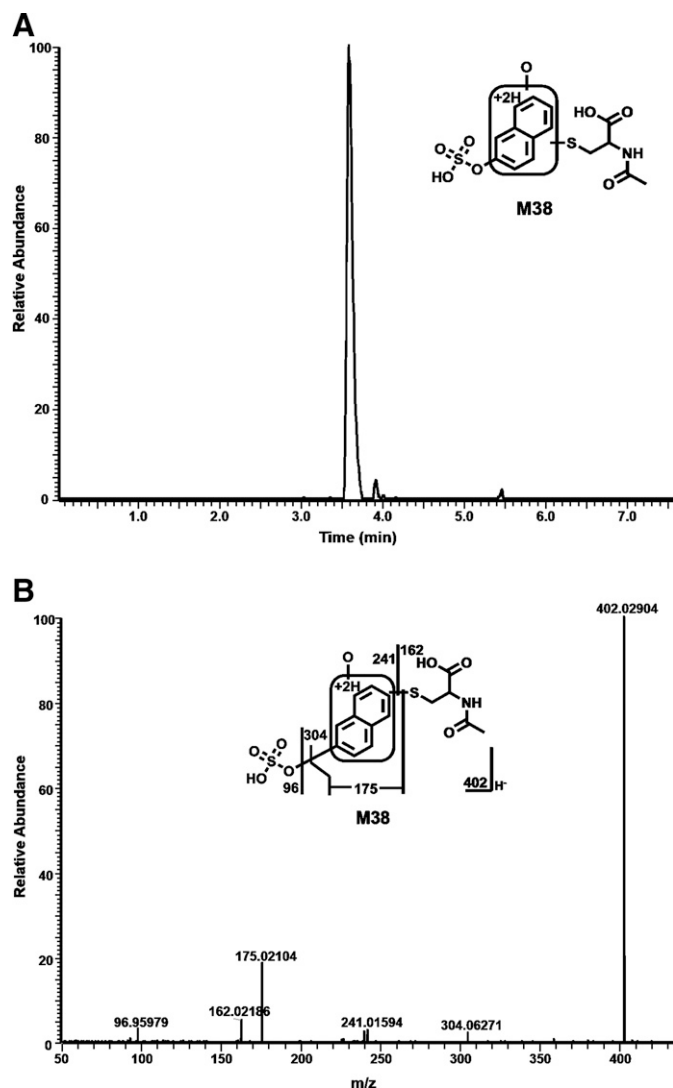 A
Relative Abundance
100
80
60
40
20
0
1.0 2.0 3.0 4.0 5.0 6.0 7.0
Time (min)
O
+2H
HO O
O O S HO O
S NH
O
M38
B
Relative Abundance
100
80
60
40
20
0
50 100 150 200 250 300 350 400
m/z
402.02904
175.02104
162.02186
96.95979
241.01594
304.06271
O
+2H
241 162
HO O
S NH
O
304
O O S HO O
96
175
402 H-
M38